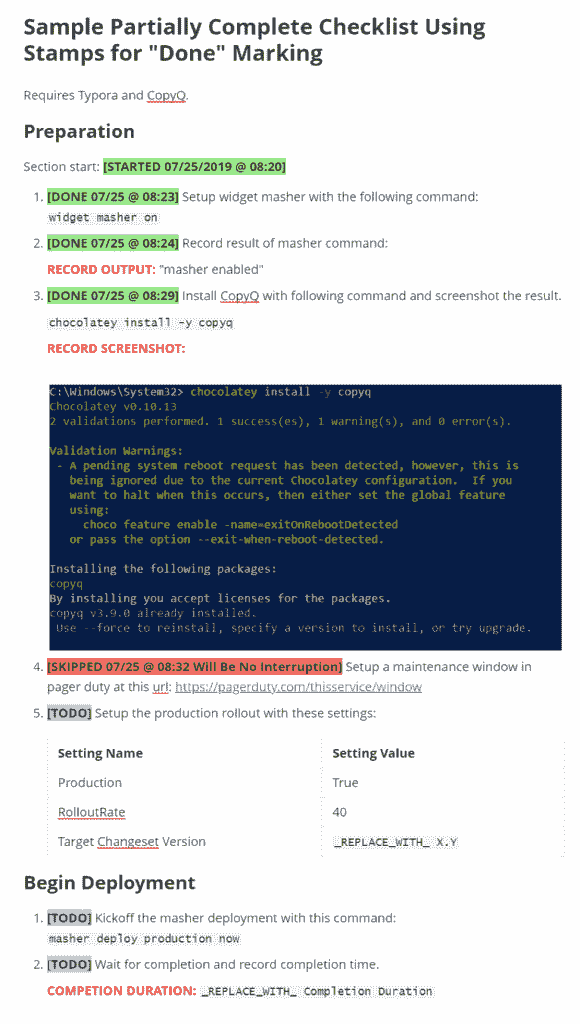 Sample Partially Complete Checklist Using
Stamps for "Done" Marking
Requires Typora and CopyQ.
Preparation
Section start: [STARTED 07/25/2019 @ 08:20]
1. [DONE 07/25 @ 08:23] Setup widget masher with the following command:
widget masher on
2. [DONE 07/25 @ 08:24] Record result of masher command:
RECORD OUTPUT: "masher enabled"
3. [DONE 07/25 @ 08:29] Install CopyQ with following command and screenshot the result.
chocolatey install -y copyq
RECORD SCREENSHOT:
C:\Windows\System32> chocolatey install -y copyq
Chocolatey v0.10.13
2 validations performed. 1 success(es), 1 warning(s), and 0 error(s).
Validation Warnings:
- A pending system reboot request has been detected, however, this is
being ignored due to the current Chocolatey configuration. If you
want to halt when this occurs, then either set the global feature
using:
choco feature enable -name=exitOnRebootDetected
or pass the option --exit-when-reboot-detected.
Installing the following packages:
copyq
By installing you accept licenses for the packages.
copyq v3.9.0 already installed.
Use --force to reinstall, specify a version to install, or try upgrade.
4. [SKIPPED 07/25 @ 08:32 Will Be No Interruption] Setup a maintenance window in
pager duty at this url: https://pagerduty.com/thisservice/window
5. [TODO] Setup the production rollout with these settings:
Setting Name Setting Value
Production True
RolloutRate 40
Target Changeset Version _REPLACE_WITH_ X.Y
Begin Deployment
1. [TODO] Kickoff the masher deployment with this command:
masher deploy production now
2. [TODO] Wait for completion and record completion time.
COMPETION DURATION: _REPLACE_WITH_ Completion Duration